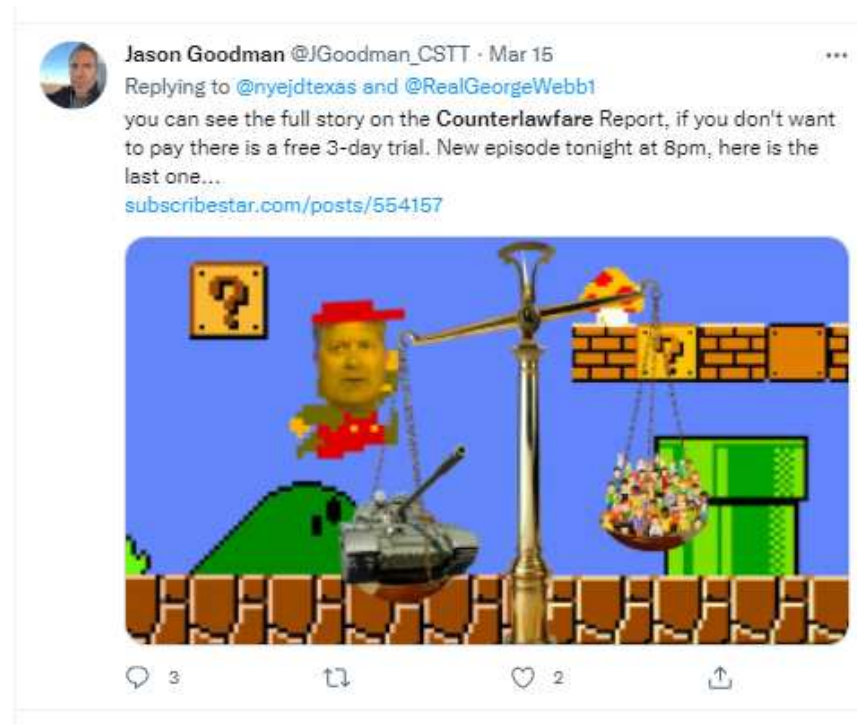 Jason Goodman @JGoodman_CSTT · Mar 15
Replying to @nyejdtexas and @RealGeorgeWebb1
you can see the full story on the Counterlawfare Report, if you don't want
to pay there is a free 3-day trial. New episode tonight at 8pm, here is the
last one...
subscribestar.com/posts/554157
?
?
3 2